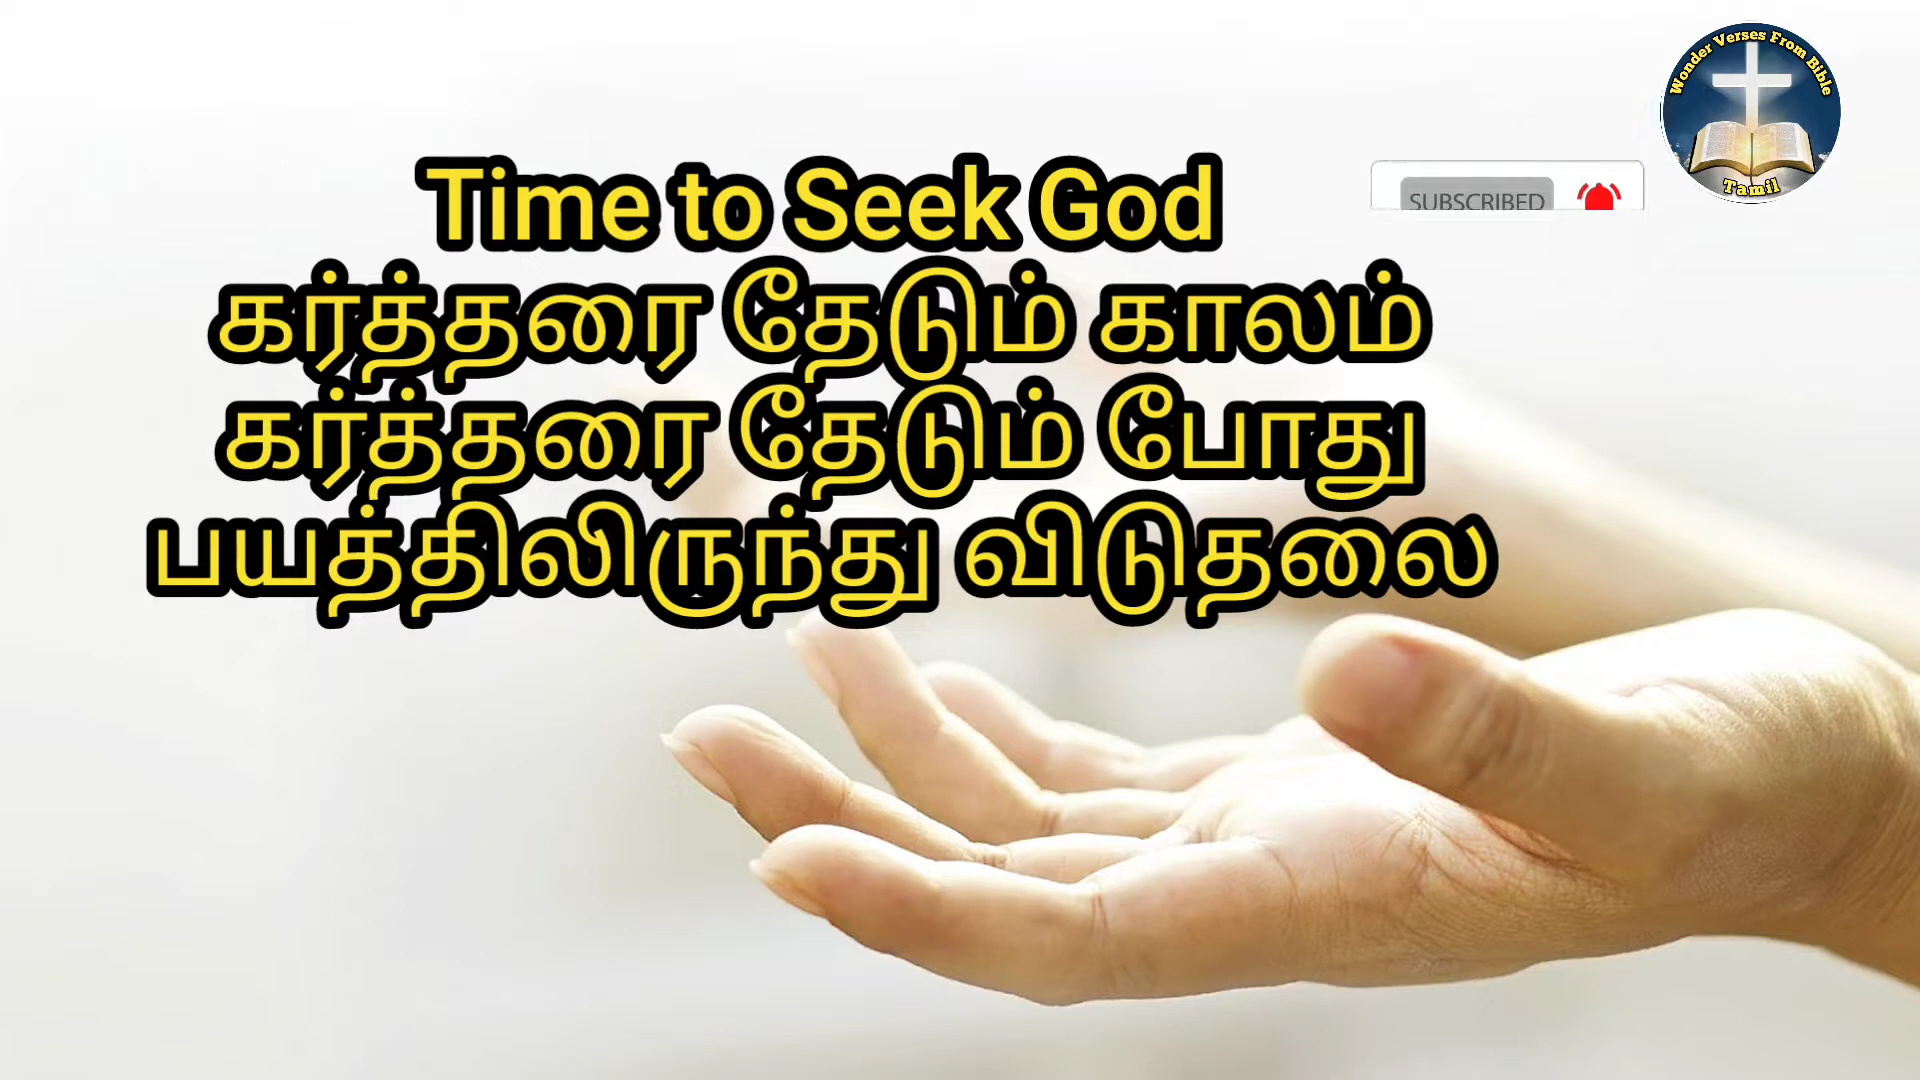 Wonder Verses From Bible
Tamil
Time to Seek God
SUBSCRIBED
கர்த்தரை தேடும் காலம்
கர்த்தரை தேடும் போது
பயத்திலிருந்து விடுதலை